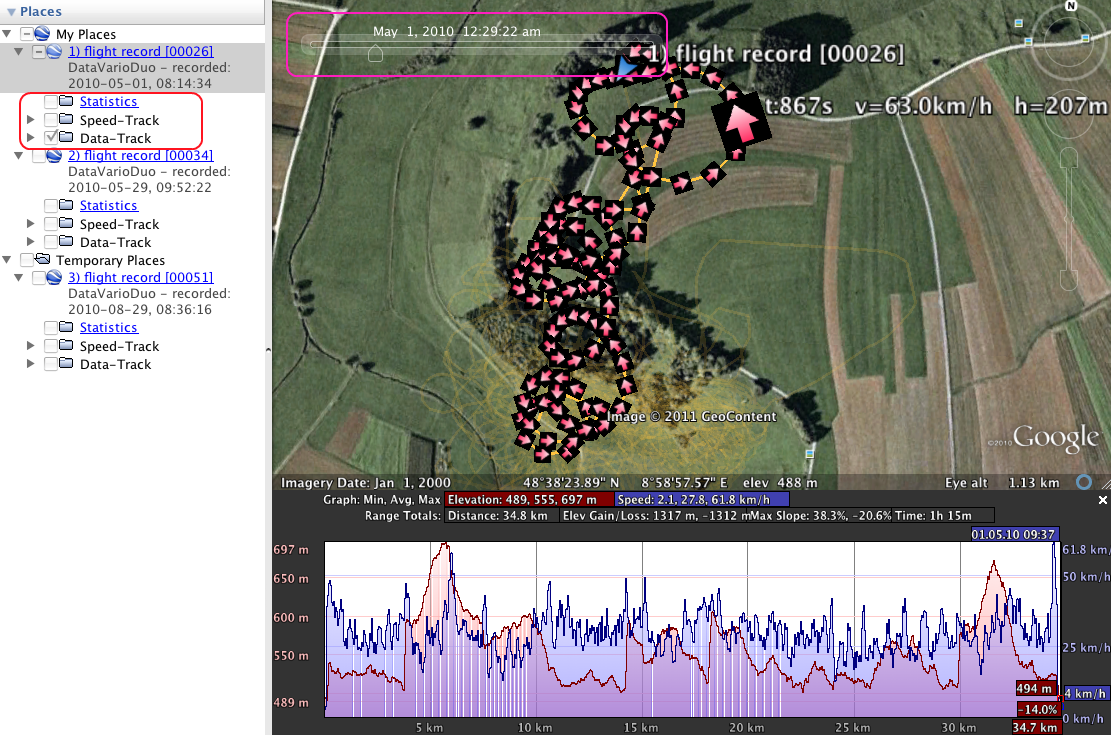 Places
My Places
1) flight record [00026]
DataVarioDuo – recorded:
2010-05-01, 08:14:34
Statistics
Speed-Track
Data-Track
2) flight record [00034]
DataVarioDuo – recorded:
2010-05-29, 09:52:22
Statistics
Speed-Track
Data-Track
Temporary Places
3) flight record [00051]
DataVarioDuo – recorded:
2010-08-29, 08:36:16
Statistics
Speed-Track
Data-Track
May 1, 2010 12:29:22 am
N
1) flight record [00026]
t:867s v=63.0km/h h=207m
Image © 2011 GeoContent
©2010 Google
Imagery Date: Jan 1, 2000 48°38'23.89" N 8°58'57.57" E elev 488 m Eye alt 1.13 km
Graph: Min, Avg, Max Elevation: 489, 555, 697 m Speed: 2.1, 27.8, 61.8 km/h
Range Totals: Distance: 34.8 km Elev Gain/Loss: 1317 m, -1312 m Max Slope: 38.3%, -20.6% Time: 1h 15m
01.05.10 09:37
697 m 61.8 km/
650 m 50 km/h
600 m
550 m 25 km/h
494 m 4 km/h
489 m -14.0%
0 km/h
5 km 10 km 15 km 20 km 25 km 30 km 34.7 km